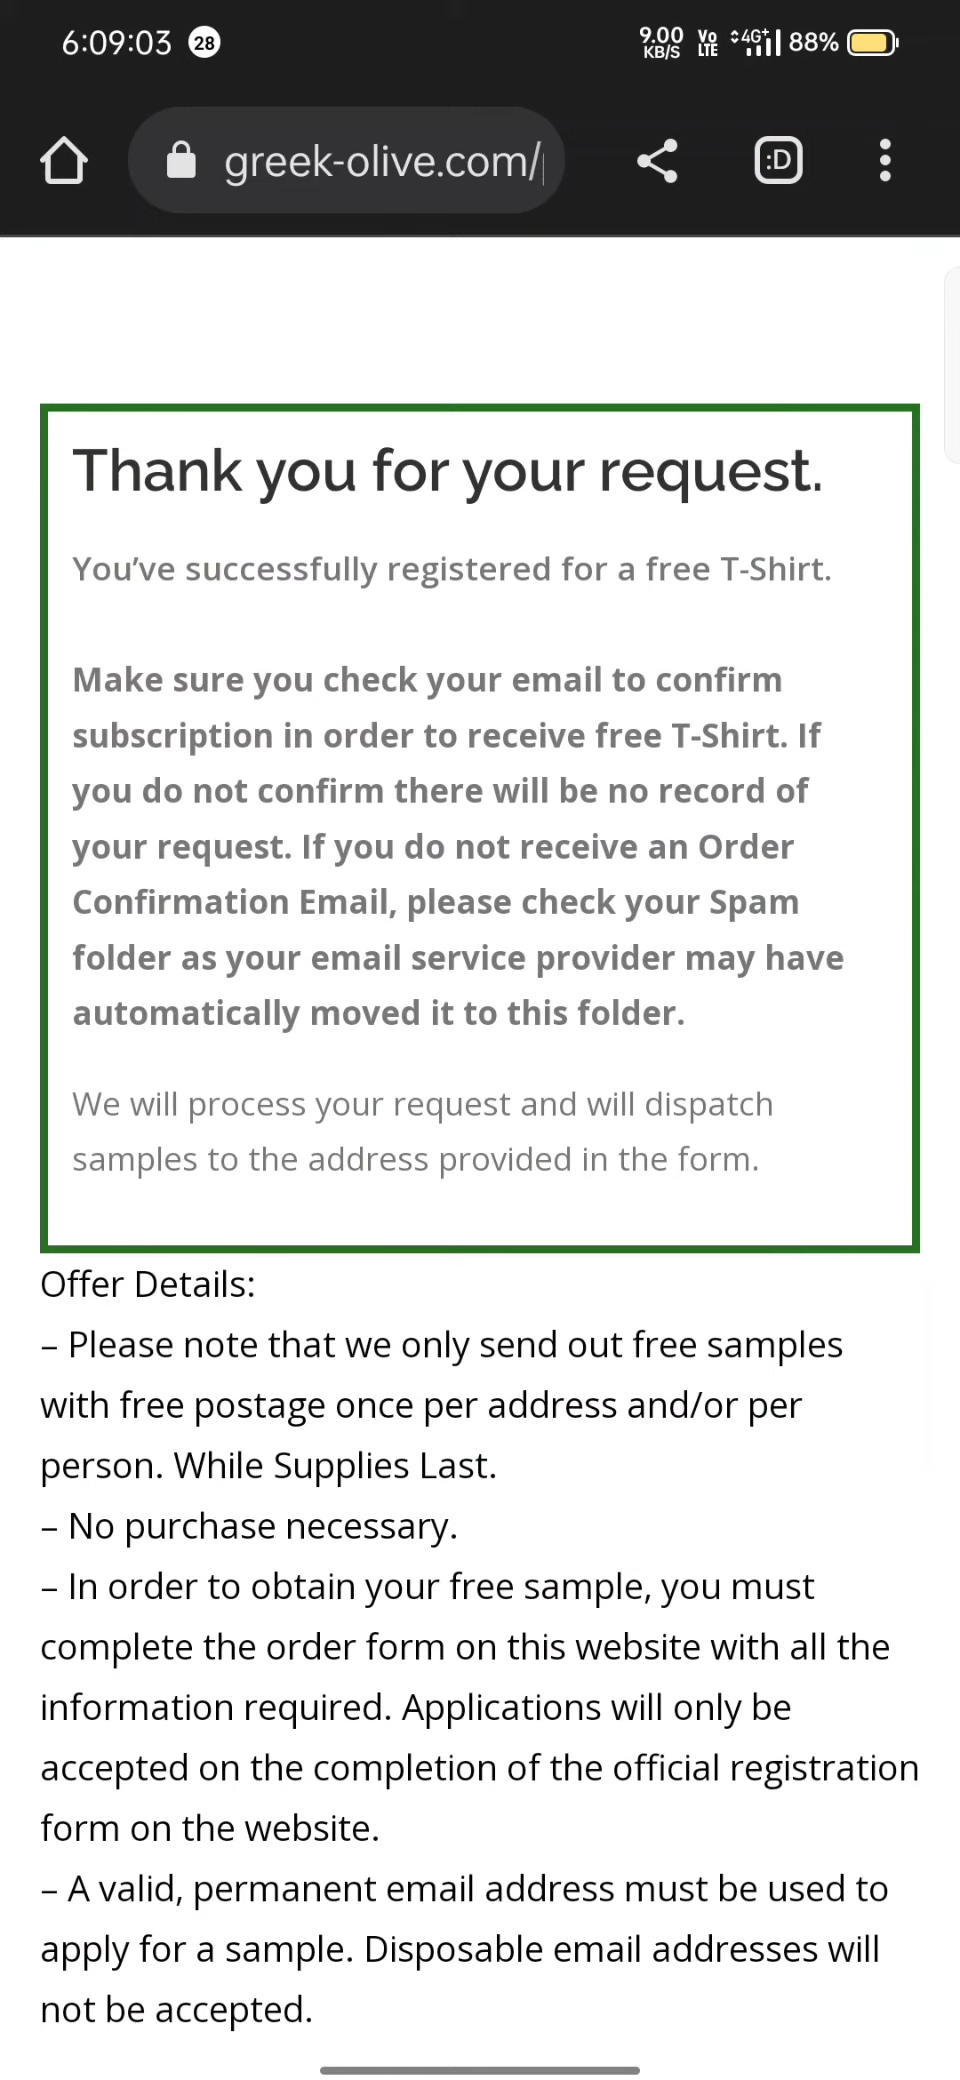 6:09:03 28 9.00 KB/S Vo LTE 4G+ 88%
greek-olive.com/ :D
Thank you for your request.
You’ve successfully registered for a free T-Shirt.
Make sure you check your email to confirm
subscription in order to receive free T-Shirt. If
you do not confirm there will be no record of
your request. If you do not receive an Order
Confirmation Email, please check your Spam
folder as your email service provider may have
automatically moved it to this folder.
We will process your request and will dispatch
samples to the address provided in the form.
Offer Details:
– Please note that we only send out free samples
with free postage once per address and/or per
person. While Supplies Last.
– No purchase necessary.
– In order to obtain your free sample, you must
complete the order form on this website with all the
information required. Applications will only be
accepted on the completion of the official registration
form on the website.
– A valid, permanent email address must be used to
apply for a sample. Disposable email addresses will
not be accepted.